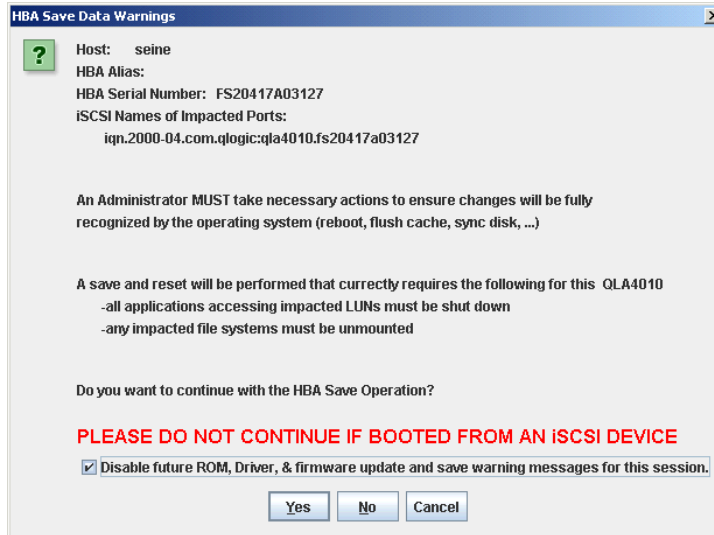 HBA Save Data Warnings
Host: seine
HBA Alias:
HBA Serial Number: FS20417A03127
iSCSI Names of Impacted Ports:
iqn.2000-04.com.qlogic:qla4010.fs20417a03127
An Administrator MUST take necessary actions to ensure changes will be fully
recognized by the operating system (reboot, flush cache, sync disk, ...)
A save and reset will be performed that currectly requires the following for this QLA4010
-all applications accessing impacted LUNs must be shut down
-any impacted file systems must be unmounted
Do you want to continue with the HBA Save Operation?
PLEASE DO NOT CONTINUE IF BOOTED FROM AN iSCSI DEVICE
Disable future ROM, Driver, & firmware update and save warning messages for this session.
Yes No Cancel